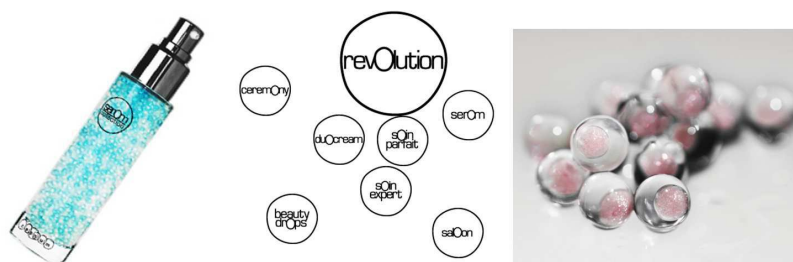 serOm
revOlution
ceremOny
serOm
duOcream
sOin
parfait
sOin
expert
beauty
drOps
salOon